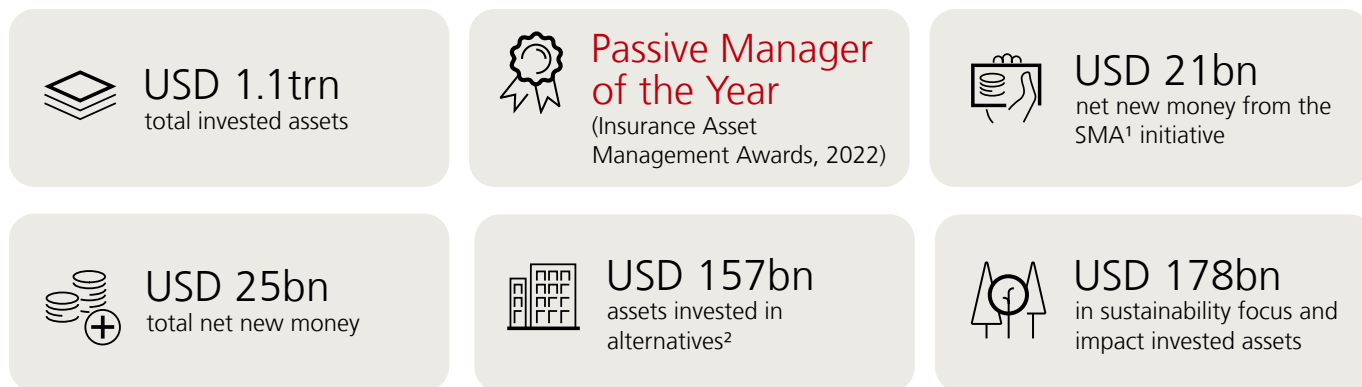 USD 1.1trn
total invested assets
Passive Manager
of the Year
(Insurance Asset
Management Awards, 2022)
USD 21bn
net new money from the
SMA¹ initiative
USD 25bn
total net new money
USD 157bn
assets invested in
alternatives²
USD 178bn
in sustainability focus and
impact invested assets